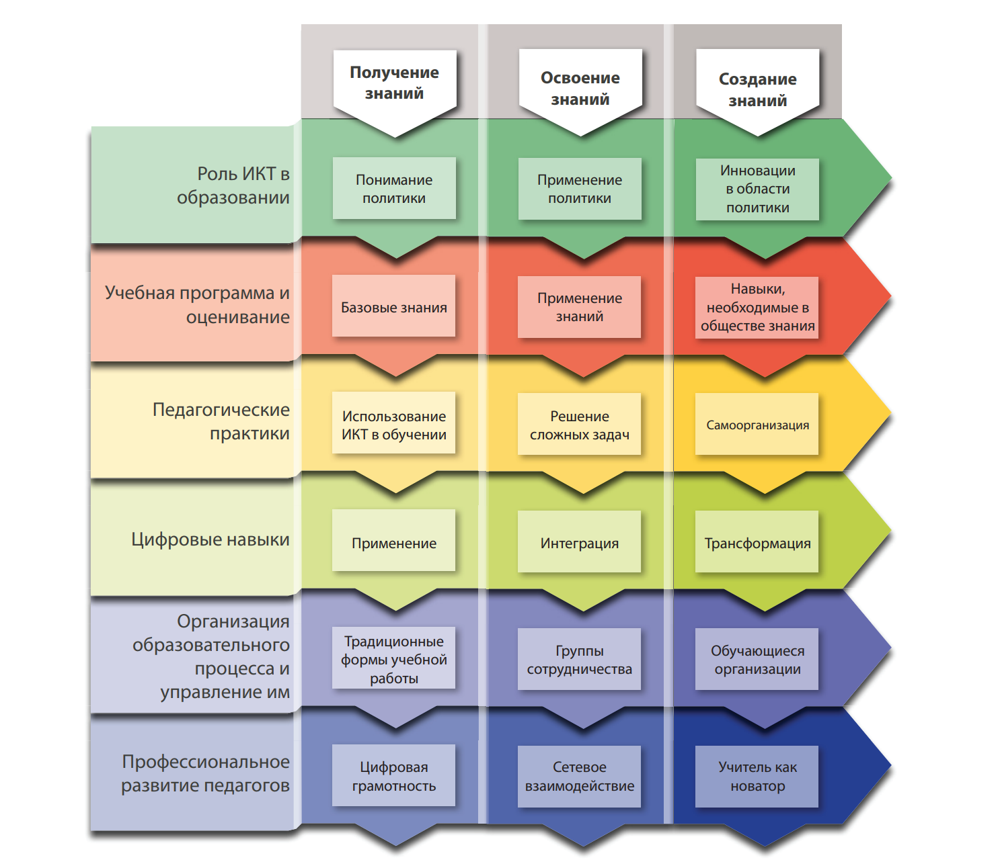 Получение
знаний
Освоение
знаний
Создание
знаний
Роль ИКТ в
образовании
Понимание
политики
Применение
политики
Инновации
в области
политики
Учебная программа и
оценивание
Базовые знания
Применение
знаний
Навыки,
необходимые в
обществе знания
Педагогические
практики
Использование
ИКТ в обучении
Решение
сложных задач
Самоорганизация
Цифровые навыки
Применение
Интеграция
Трансформация
Организация
образовательного
процесса и
управление им
Традиционные
формы учебной
работы
Группы
сотрудничества
Обучающиеся
организации
Профессиональное
развитие педагогов
Цифровая
грамотность
Сетевое
взаимодействие
Учитель как
новатор